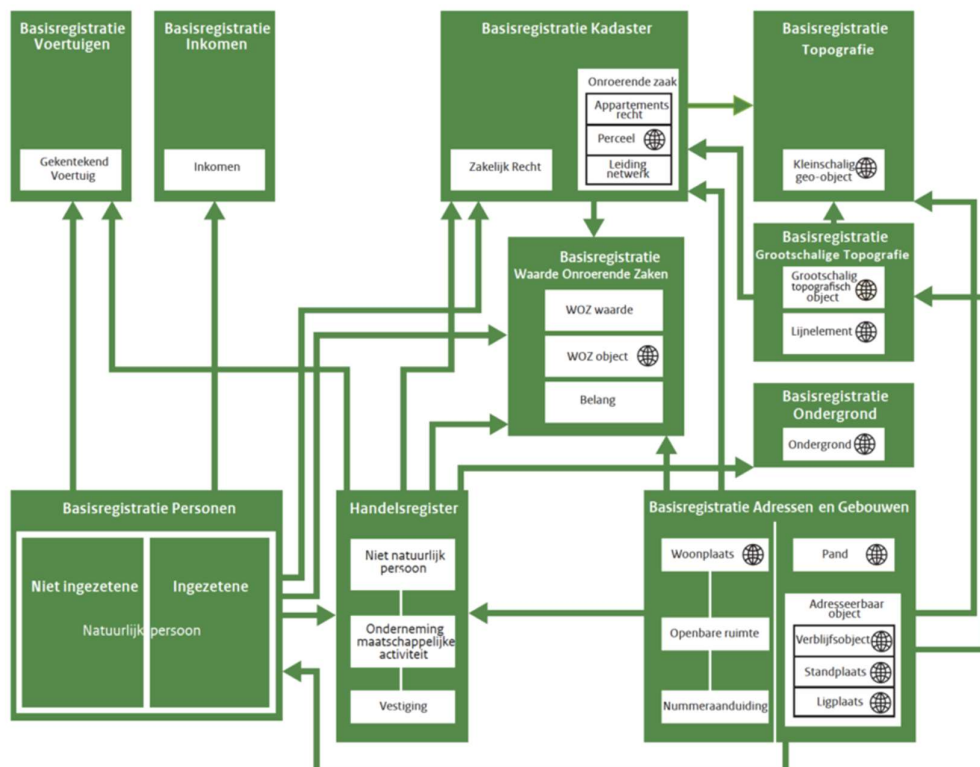 Basisregistratie
Voertuigen
Gekentekend
Voertuig
Basisregistratie
Inkomen
Inkomen
Basisregistratie Kadaster
Onroerende zaak
Appartements
recht
Perceel
Leiding
netwerk
Zakelijk Recht
Basisregistratie
Topografie
Kleinschalig
geo-object
Basisregistratie
Grootschalige Topografie
Grootschalig
topografisch
object
Lijnelement
Basisregistratie
Waarde Onroerende Zaken
WOZ waarde
WOZ object
Belang
Basisregistratie
Ondergrond
Ondergrond
Basisregistratie Personen
Niet ingezetene
Ingezetene
Natuurlijk persoon
Handelsregister
Niet natuurlijk
persoon
Onderneming
maatschappelijke
activiteit
Vestiging
Basisregistratie Adressen en Gebouwen
Woonplaats
Openbare ruimte
Nummeraanduiding
Pand
Adresseerbaar
object
Verblijfsobject
Standplaats
Ligplaats